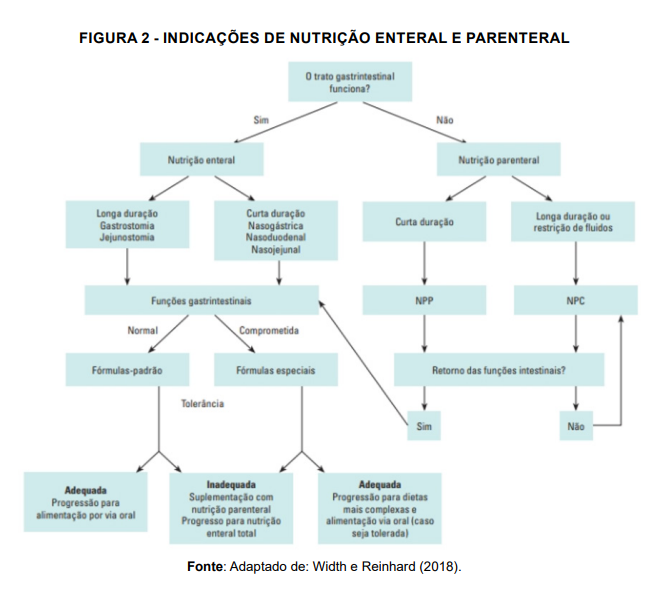 FIGURA 2 - INDICAÇÕES DE NUTRIÇÃO ENTERAL E PARENTERAL
O trato gastrintestinal
funciona?
Sim
Não
Nutrição enteral
Nutrição parenteral
Longa duração
Gastrostomia
Jejunostomia
Curta duração
Nasogástrica
Nasoduodenal
Nasojejunal
Curta duração
Longa duração ou
restrição de fluidos
Funções gastrintestinais
NPP
NPC
Normal
Comprometida
Fórmulas-padrão
Fórmulas especiais
Retorno das funções intestinais?
Tolerância
Sim
Não
Adequada
Progressão para
alimentação por via oral
Inadequada
Suplementação com
nutrição parenteral
Progresso para nutrição
enteral total
Adequada
Progressão para dietas
mais complexas e
alimentação via oral (caso
seja tolerada)
Fonte: Adaptado de: Width e Reinhard (2018).